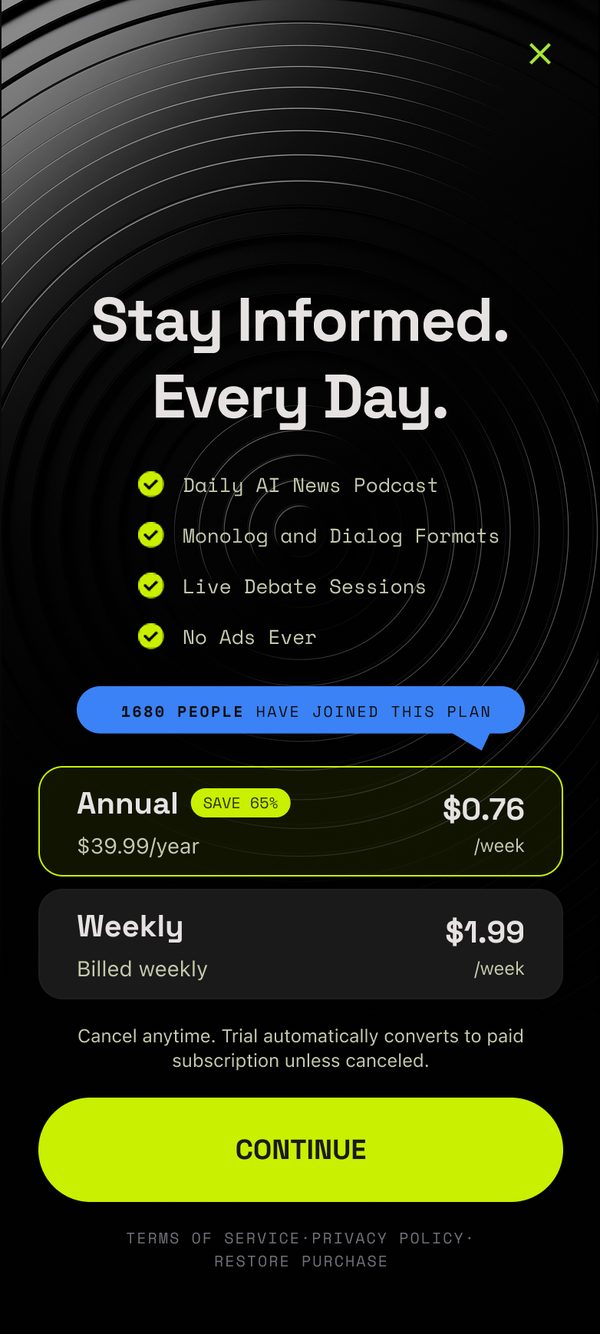 Stay Informed.
Every Day.
Daily AI News Podcast
Monolog and Dialog Formats
Live Debate Sessions
No Ads Ever
1680 PEOPLE HAVE JOINED THIS PLAN
Annual SAVE 65% $0.76
$39.99/year /week
Weekly $1.99
Billed weekly /week
Cancel anytime. Trial automatically converts to paid
subscription unless canceled.
CONTINUE
TERMS OF SERVICE·PRIVACY POLICY·
RESTORE PURCHASE